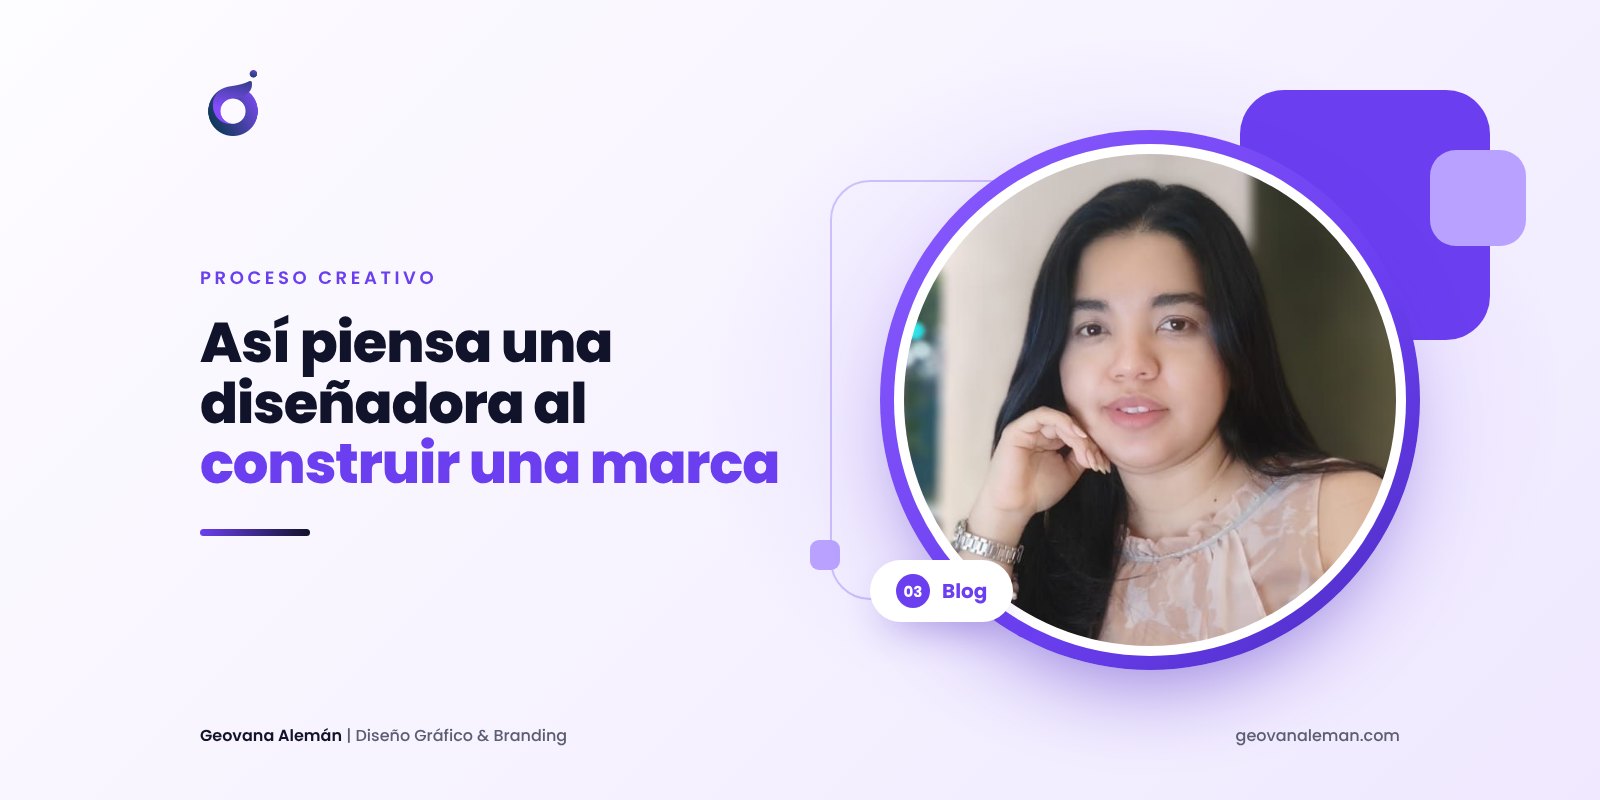 PROCESO CREATIVO
Así piensa una
diseñadora al
construir una marca
03 Blog
Geovana Alemán | Diseño Gráfico & Branding
geovanaleman.com